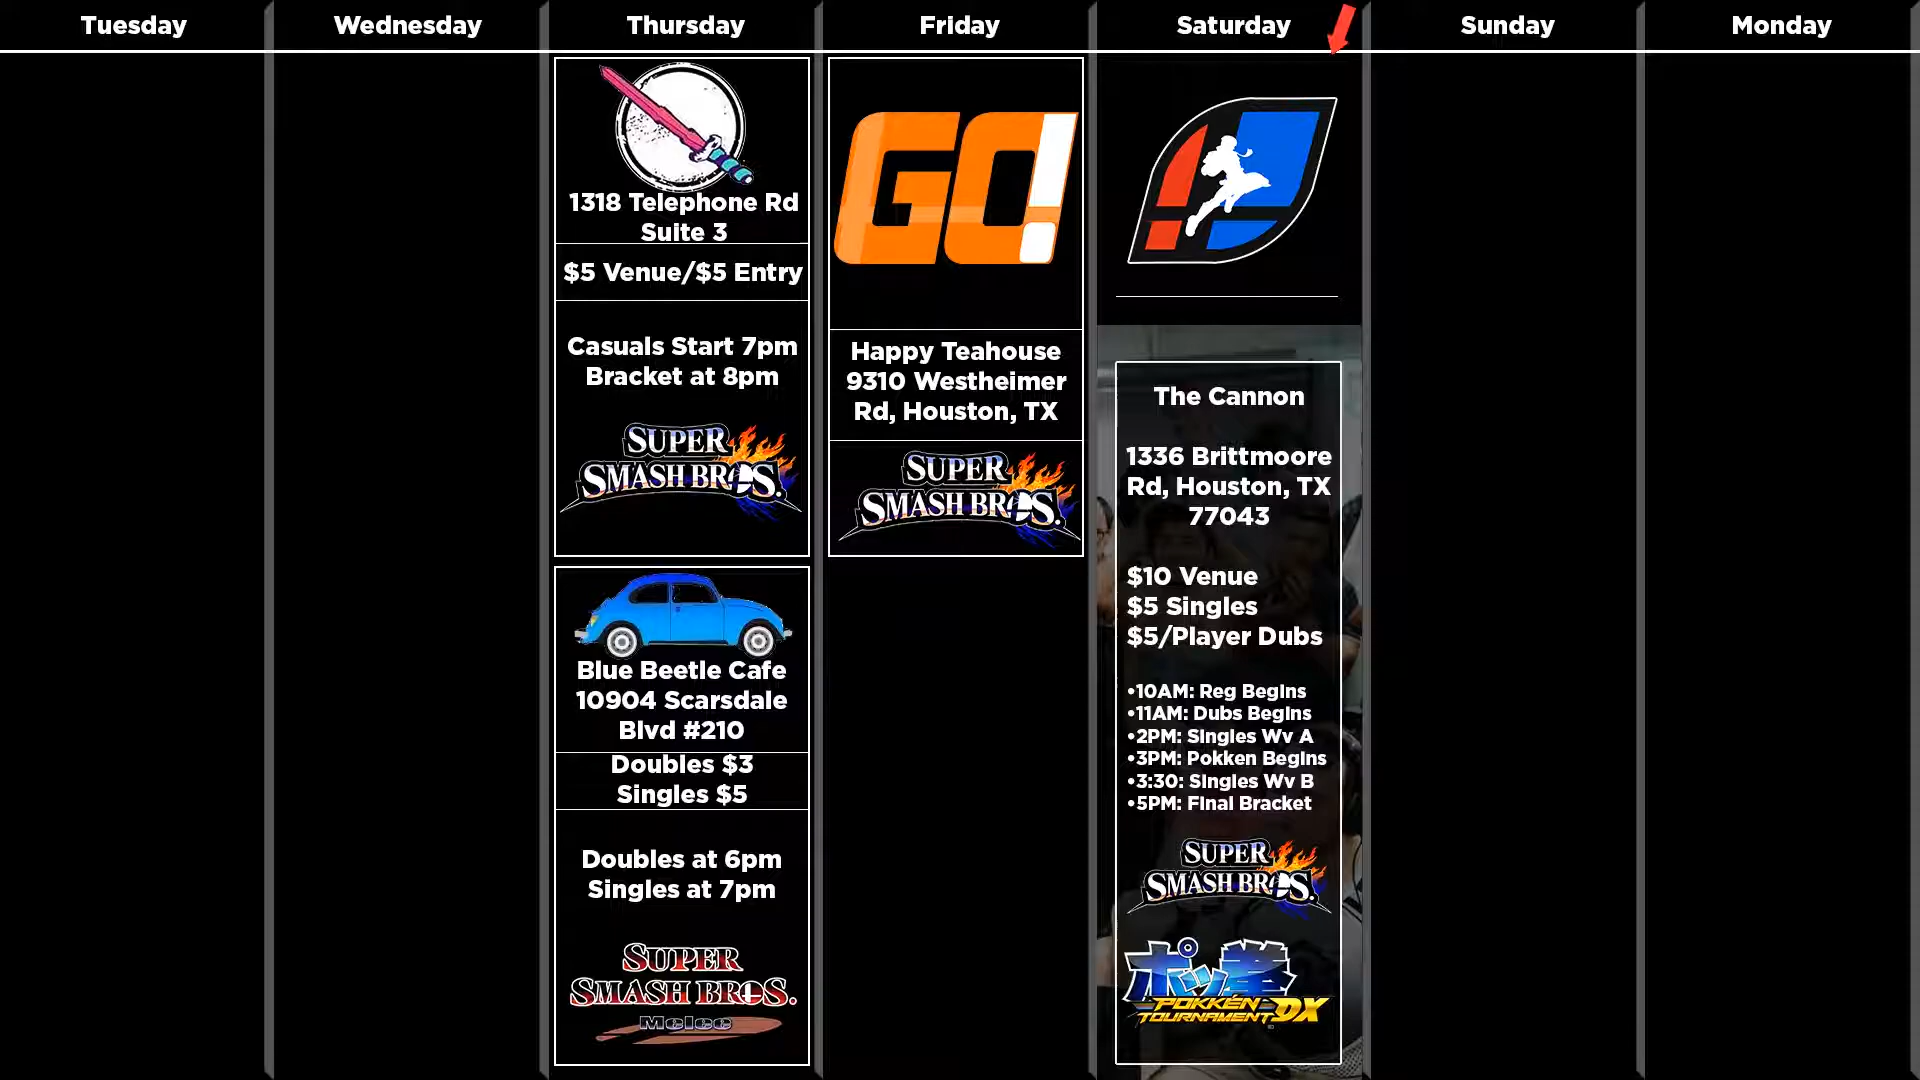 Tuesday
Wednesday
Thursday
Friday
Saturday
Sunday
Monday
1318 Telephone Rd
Suite 3
$5 Venue/$5 Entry
Casuals Start 7pm
Bracket at 8pm
SUPER
SMASH BROS.
Blue Beetle Cafe
10904 Scarsdale
Blvd #210
Doubles $3
Singles $5
Doubles at 6pm
Singles at 7pm
SUPER
SMASH BROS.
Melee
GO!
Happy Teahouse
9310 Westheimer
Rd, Houston, TX
SUPER
SMASH BROS.
The Cannon
1336 Brittmoore
Rd, Houston, TX
77043
$10 Venue
$5 Singles
$5/Player Dubs
•10AM: Reg Begins
•11AM: Dubs Begins
•2PM: Singles Wv A
•3PM: Pokken Begins
•3:30: Singles Wv B
•5PM: Final Bracket
SUPER
SMASH BROS.
ポッ拳
POKKÉN
TOURNAMENT DX